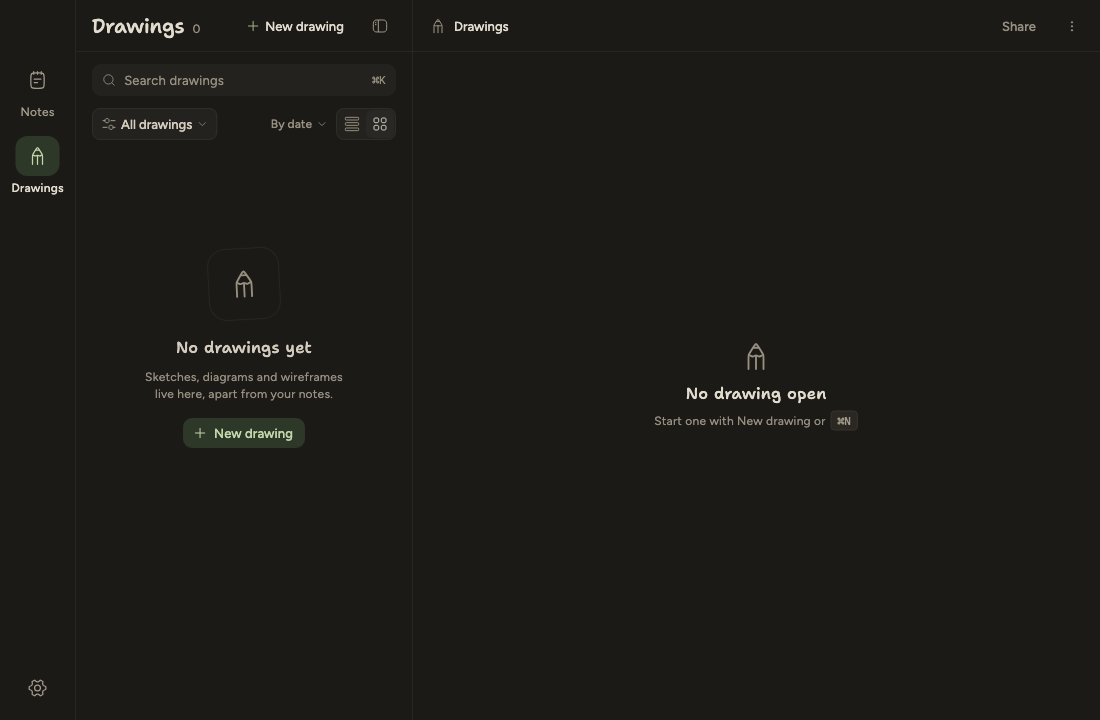 Drawings 0
New drawing
Drawings
Share
Search drawings
⌘K
Notes
All drawings
By date
Drawings
No drawings yet
Sketches, diagrams and wireframes
live here, apart from your notes.
New drawing
No drawing open
Start one with New drawing or ⌘N